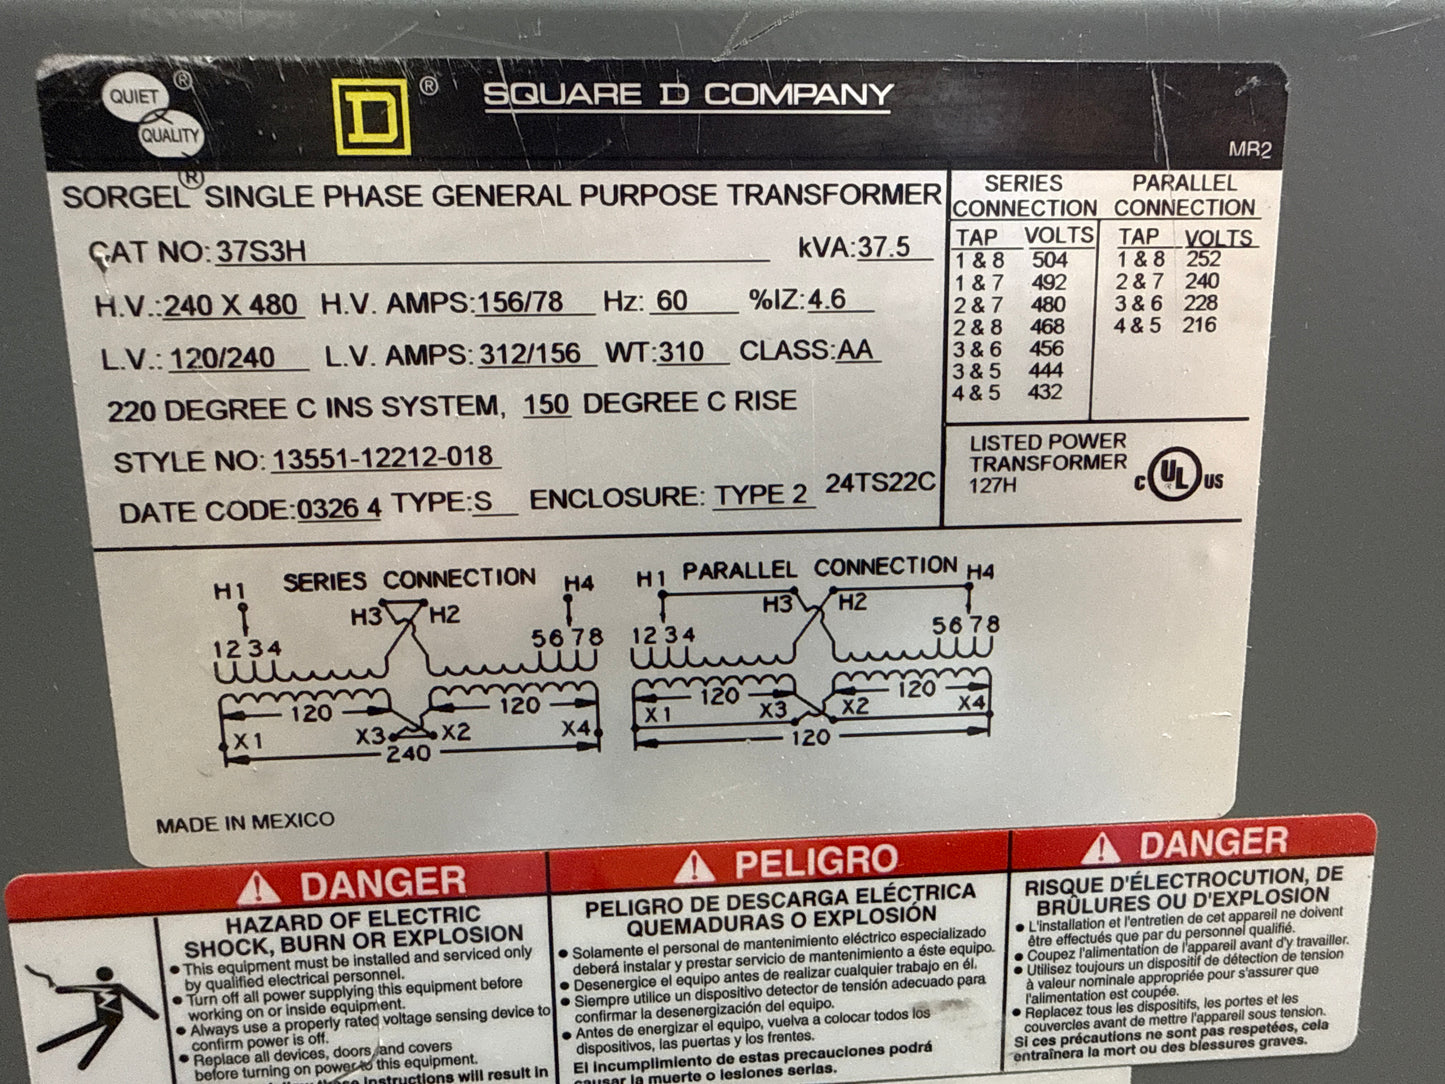 QUIET ®
QUALITY
D ®
SQUARE D COMPANY
MR2
SORGEL® SINGLE PHASE GENERAL PURPOSE TRANSFORMER
CAT NO: 37S3H kVA: 37.5
H.V.: 240 X 480 H.V. AMPS: 156/78 Hz: 60 %IZ: 4.6
L.V.: 120/240 L.V. AMPS: 312/156 WT: 310 CLASS: AA
220 DEGREE C INS SYSTEM, 150 DEGREE C RISE
STYLE NO: 13551-12212-018
DATE CODE: 0326 4 TYPE: S ENCLOSURE: TYPE 2 24TS22C
SERIES CONNECTION
TAP VOLTS
1 & 8 504
1 & 7 492
2 & 7 480
2 & 8 468
3 & 6 456
3 & 5 444
4 & 5 432
PARALLEL CONNECTION
TAP VOLTS
1 & 8 252
2 & 7 240
3 & 6 228
4 & 5 216
LISTED POWER
TRANSFORMER
127H
C UL US
SERIES CONNECTION
H1 H3 H2 H4
1 2 3 4 5 6 7 8
120 120
X1 X3 X2 X4
240
PARALLEL CONNECTION
H1 H3 H2 H4
1 2 3 4 5 6 7 8
120 120
X1 X3 X2 X4
120
MADE IN MEXICO
DANGER
HAZARD OF ELECTRIC
SHOCK, BURN OR EXPLOSION
• This equipment must be installed and serviced only
by qualified electrical personnel.
• Turn off all power supplying this equipment before
working on or inside equipment.
• Always use a properly rated voltage sensing device to
confirm power is off.
• Replace all devices, doors, and covers
before turning on power to this equipment.
these instructions will result in
PELIGRO
PELIGRO DE DESCARGA ELÉCTRICA
QUEMADURAS O EXPLOSIÓN
• Solamente el personal de mantenimiento eléctrico especializado
deberá instalar y prestar servicio de mantenimiento a éste equipo.
• Desenergice el equipo antes de realizar cualquier trabajo en él.
• Siempre utilice un dispositivo detector de tensión adecuado para
confirmar la desenergización del equipo.
• Antes de energizar el equipo, vuelva a colocar todos los
dispositivos, las puertas y los frentes.
El incumplimiento de estas precauciones podrá
causar la muerte o lesiones serias.
DANGER
RISQUE D'ÉLECTROCUTION, DE
BRÛLURES OU D'EXPLOSION
• L'installation et l'entretien de cet appareil ne doivent
être effectués que par du personnel qualifié.
• Coupez l'alimentation de l'appareil avant d'y travailler.
• Utilisez toujours un dispositif de détection de tension
à valeur nominale appropriée pour s'assurer que
l'alimentation est coupée.
• Replacez tous les dispositifs, les portes et les
couvercles avant de mettre l'appareil sous tension.
Si ces précautions ne sont pas respetées, cela
entraînera la mort ou des blessures graves.